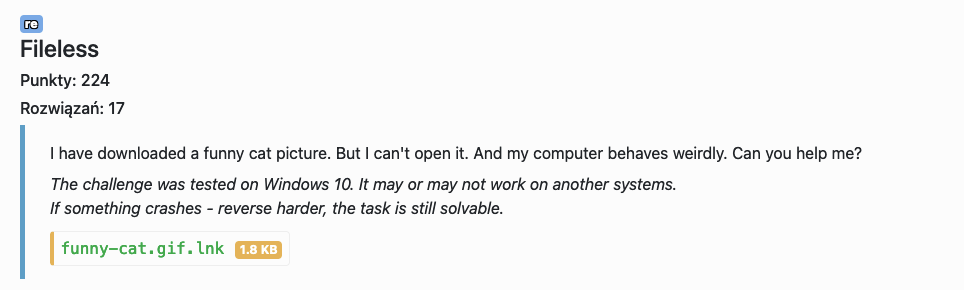 re
Fileless
Punkty: 224
Rozwiązań: 17
I have downloaded a funny cat picture. But I can't open it. And my computer behaves weirdly. Can you help me?
The challenge was tested on Windows 10. It may or may not work on another systems.
If something crashes - reverse harder, the task is still solvable.
funny-cat.gif.lnk 1.8 KB